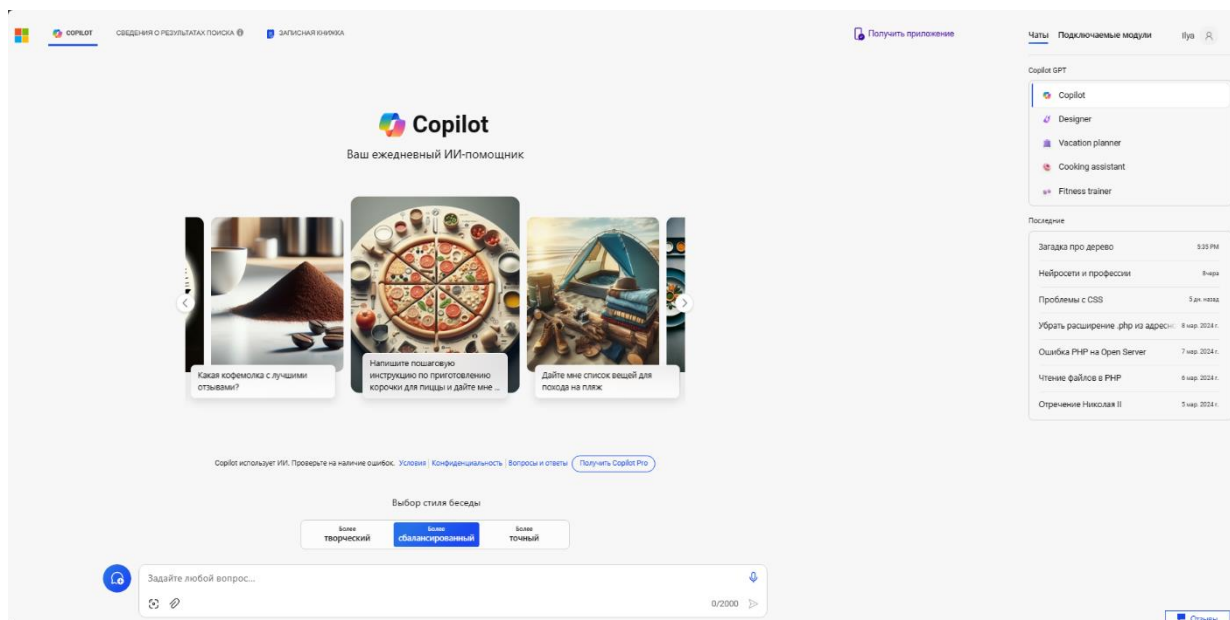 COPILOT
СВЕДЕНИЯ О РЕЗУЛЬТАТАХ ПОИСКА
ЗАПИСНАЯ КНИЖКА
Получить приложение
Чаты Подключаемые модули Ilya
Copilot GPT
Copilot
Designer
Vacation planner
Cooking assistant
Fitness trainer
Последние
Загадка про дерево 5:35 PM
Нейросети и профессии Вчера
Проблемы с CSS 5 дн. назад
Убрать расширение .php из адресн 8 мар. 2024 г.
Ошибка PHP на Open Server 7 мар. 2024 г.
Чтение файлов в PHP 6 мар. 2024 г.
Отречение Николая II 5 мар. 2024 г.
Copilot
Ваш ежедневный ИИ-помощник
Какая кофемолка с лучшими
отзывами?
Напишите пошаговую
инструкцию по приготовлению
корочки для пиццы и дайте мне ...
Дайте мне список вещей для
похода на пляж
Copilot использует ИИ. Проверьте на наличие ошибок. Условия | Конфиденциальность | Вопросы и ответы Получить Copilot Pro
Выбор стиля беседы
Более
творческий
Более
сбалансированный
Более
точный
Задайте любой вопрос...
0/2000
Отзывы